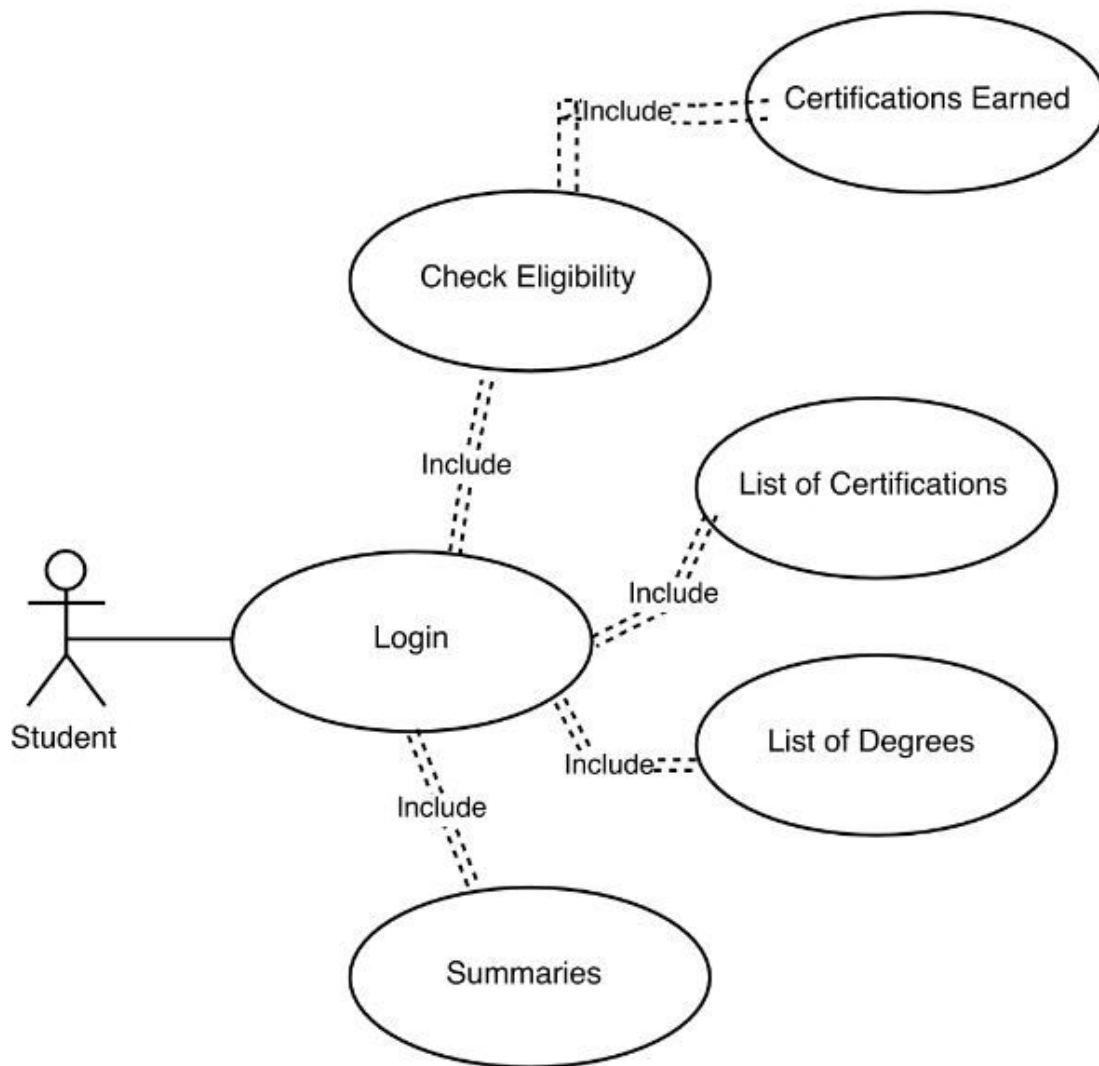 Certifications Earned
Include
Check Eligibility
Include
List of Certifications
Include
Login
Student
List of Degrees
Include
Include
Summaries